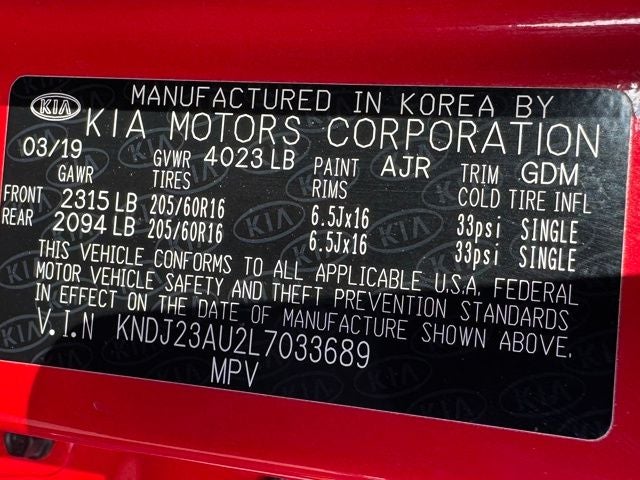 KIA MANUFACTURED IN KOREA BY
KIA MOTORS CORPORATION
03/19 GVWR 4023 LB PAINT AJR TRIM GDM
GAWR TIRES RIMS COLD TIRE INFL
FRONT 2315 LB 205/60R16 6.5Jx16 33psi SINGLE
REAR 2094 LB 205/60R16 6.5Jx16 33psi SINGLE
THIS VEHICLE CONFORMS TO ALL APPLICABLE U.S.A. FEDERAL
MOTOR VEHICLE SAFETY AND THEFT PREVENTION STANDARDS
IN EFFECT ON THE DATE OF MANUFACTURE SHOWN ABOVE.
V.I.N KNDJ23AU2L7033689
MPV